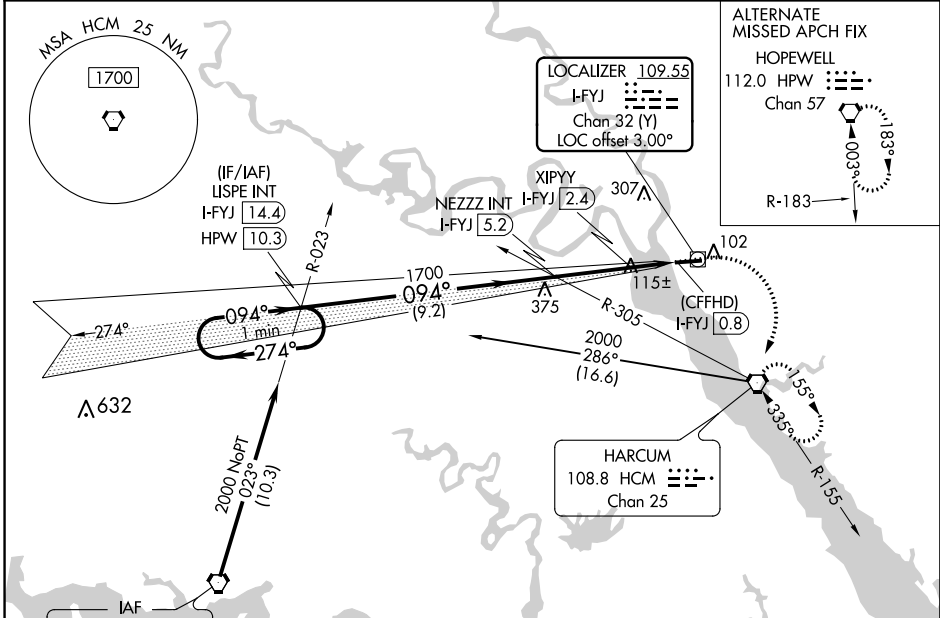 MSA HCM 25 NM
1700
ALTERNATE
MISSED APCH FIX
HOPEWELL
112.0 HPW
Chan 57
183°
003°
R-183
LOCALIZER 109.55
I-FYJ
Chan 32 (Y)
LOC offset 3.00°
(IF/IAF)
LISPE INT
I-FYJ 14.4
HPW 10.3
R-023
NEZZZ INT
I-FYJ 5.2
XIPYY
I-FYJ 2.4
307
102
115±
(CFFHD)
I-FYJ 0.8
1700
094°
(9.2)
375
R-305
274°
094°
1 min
274°
2000
286°
(16.6)
155°
335°
R-155
632
2000 NoPT
023°
(10.3)
HARCUM
108.8 HCM
Chan 25
IAF